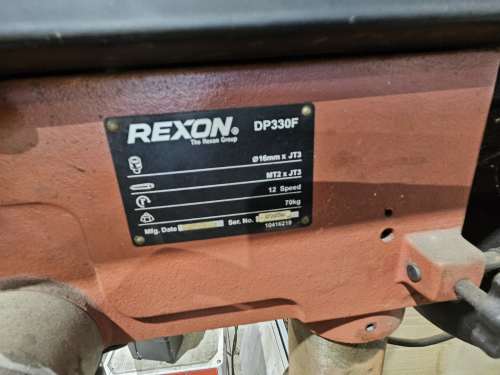 REXON® DP330F
The Rexon Group
Ø16mm x JT3
MT2 x JT3
12 Speed
70kg
Mfg. Date Ser. No.
10416219